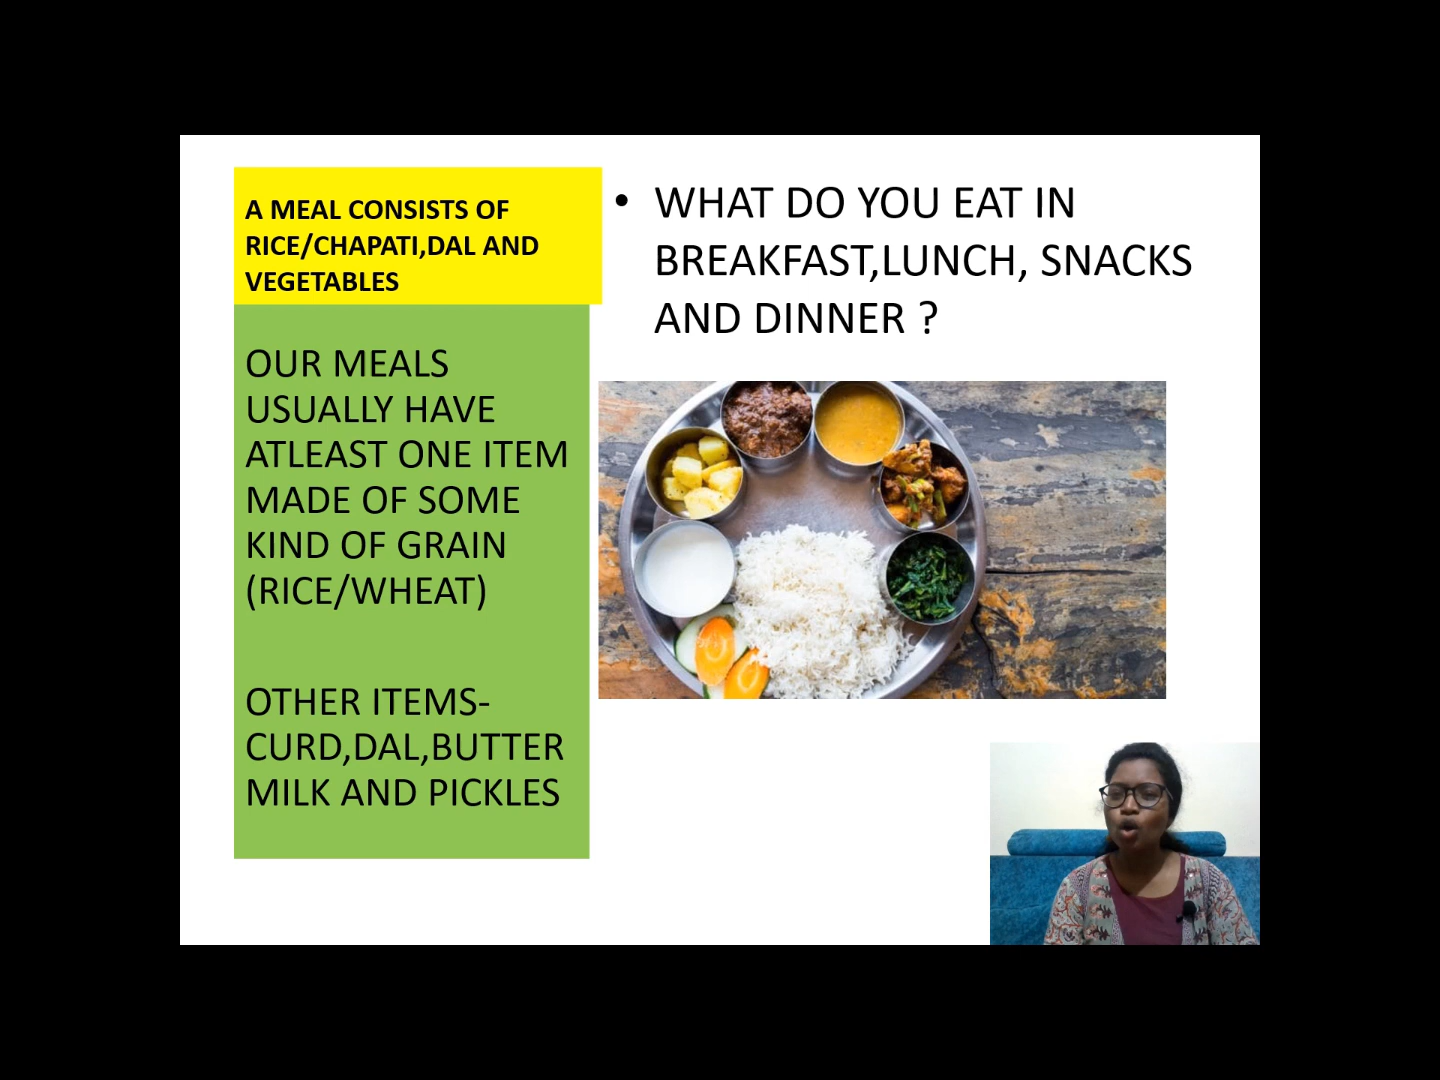 A MEAL CONSISTS OF
RICE/CHAPATI,DAL AND
VEGETABLES
OUR MEALS
USUALLY HAVE
ATLEAST ONE ITEM
MADE OF SOME
KIND OF GRAIN
(RICE/WHEAT)
OTHER ITEMS-
CURD,DAL,BUTTER
MILK AND PICKLES
• WHAT DO YOU EAT IN
BREAKFAST,LUNCH, SNACKS
AND DINNER ?